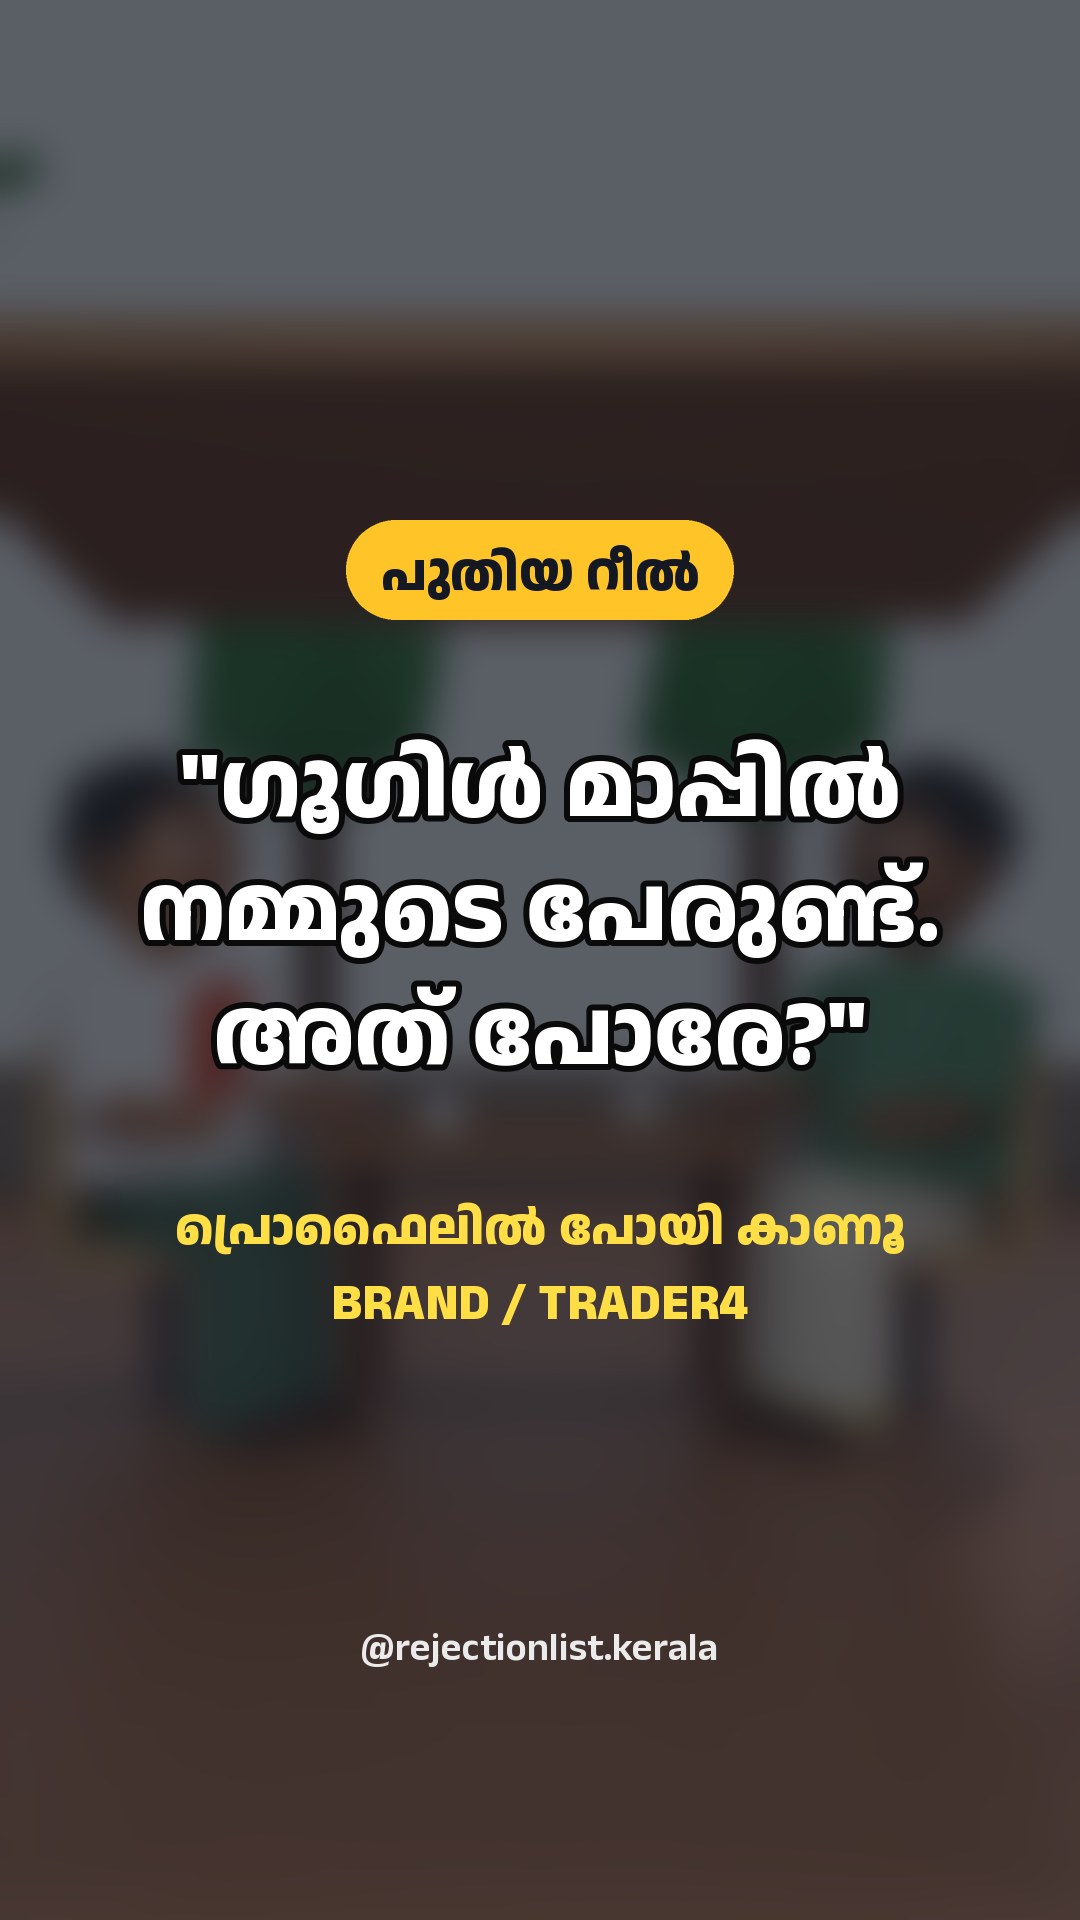 പുതിയ റീൽ
"ഗൂഗിൾ മാപ്പിൽ
നമ്മുടെ പേരുണ്ട്.
അത് പോരേ?"
പ്രൊഫൈലിൽ പോയി കാണൂ
BRAND / TRADER4
@rejectionlist.kerala